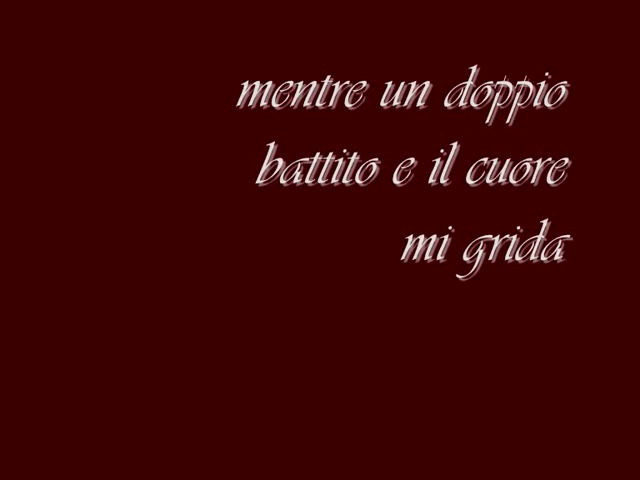 mentre un doppio
battito e il cuore
mi grida